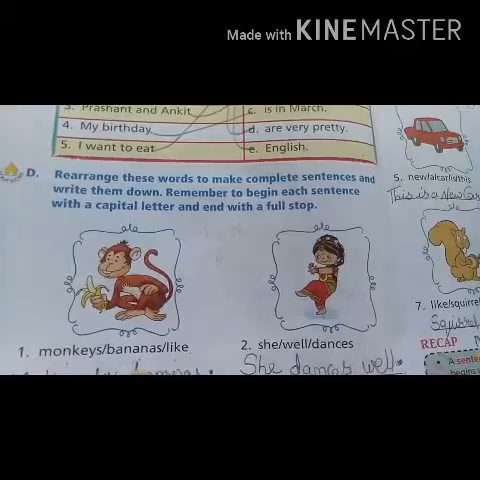 Made with KINEMASTER
3. Prashant and Ankit
c. is in March.
4. My birthday
d. are very pretty.
5. I want to eat
e. English.
D. Rearrange these words to make complete sentences and
write them down. Remember to begin each sentence
with a capital letter and end with a full stop.
1. monkeys/bananas/like
2. she/well/dances
She dances well.
5. new/a/car/is/this
This is a New Car
7. like/squirrel
Squirrel
RECAP
• A sentence
begins